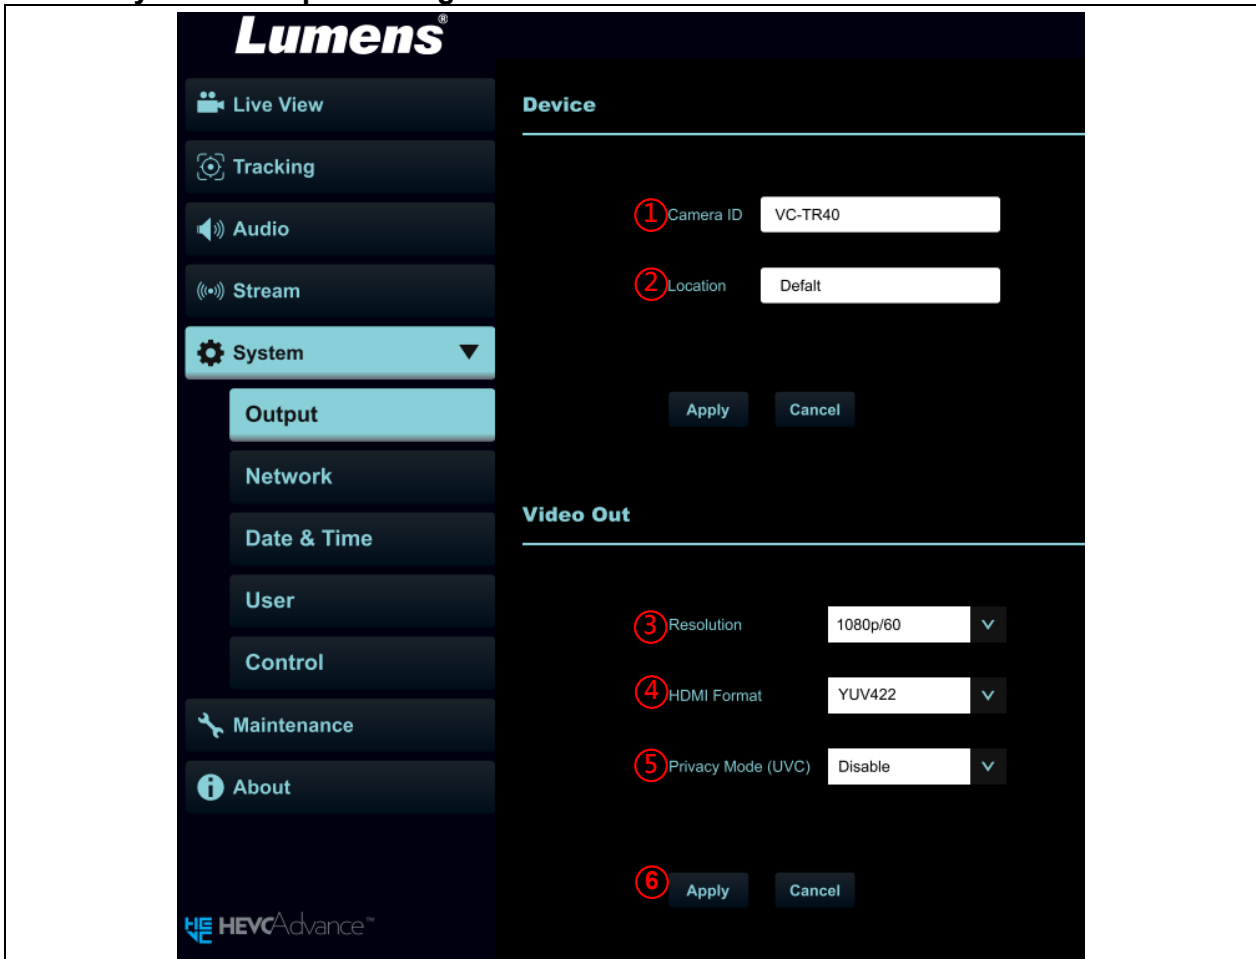 Lumens®
Live View
Tracking
Audio
Stream
System
Output
Network
Date & Time
User
Control
Maintenance
About
HEVCAdvance™
Device
1 Camera ID VC-TR40
2 Location Defalt
Apply Cancel
Video Out
3 Resolution 1080p/60
4 HDMI Format YUV422
5 Privacy Mode (UVC) Disable
6 Apply Cancel